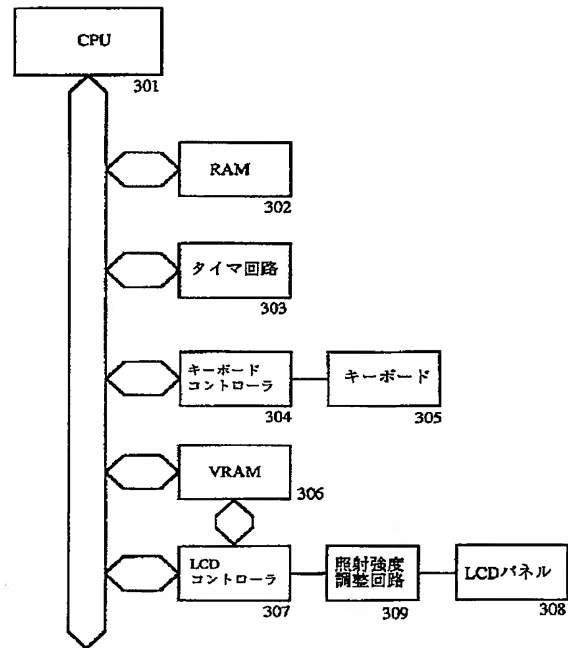 CPU
301
RAM
302
タイマ回路
303
キーボード
コントローラ
304
キーボード
305
VRAM
306
LCD
コントローラ
307
照射強度
調整回路
309
LCDパネル
308